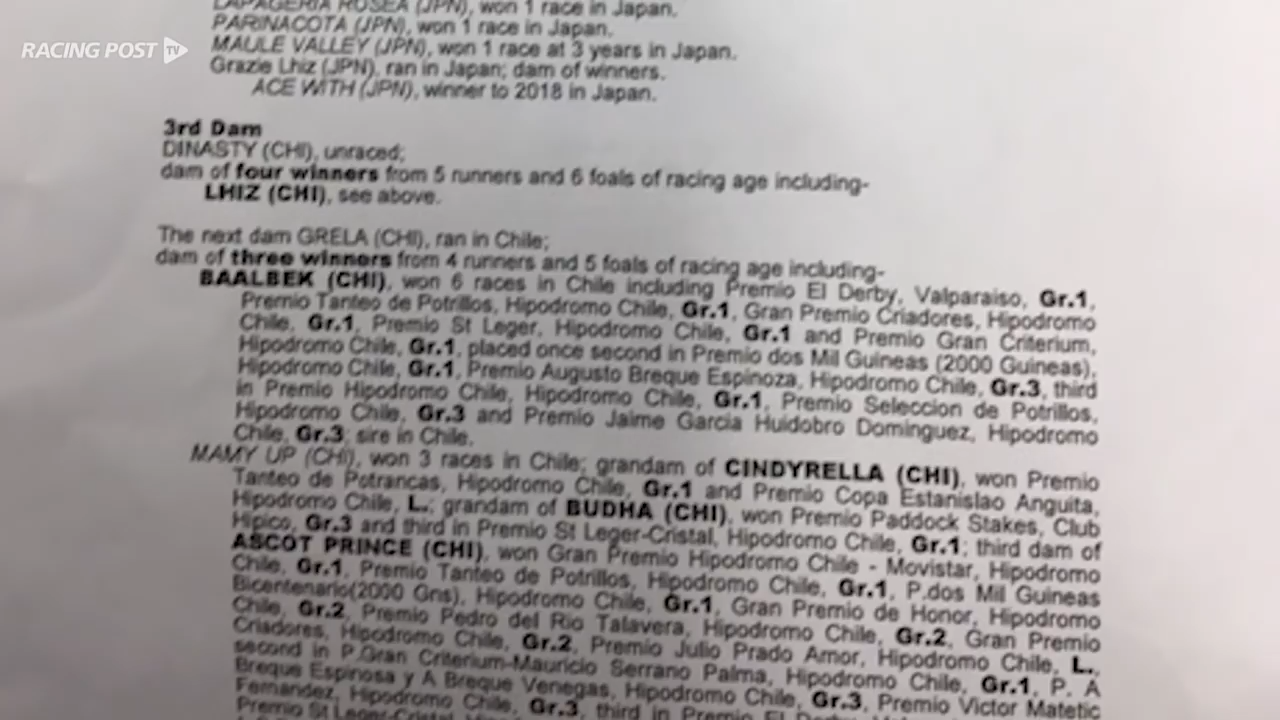 LAPAGERIA ROSEA (JPN), won 1 race in Japan.
RACING POST TV
PARINACOTA (JPN), won 1 race in Japan.
MAULE VALLEY (JPN), won 1 race at 3 years in Japan.
Grazie Lhiz (JPN), ran in Japan; dam of winners.
ACE WITH (JPN), winner to 2018 in Japan.
3rd Dam
DINASTY (CHI), unraced;
dam of four winners from 5 runners and 6 foals of racing age including-
LHIZ (CHI), see above.
The next dam GRELA (CHI), ran in Chile;
dam of three winners from 4 runners and 5 foals of racing age including-
BAALBEK (CHI), won 6 races in Chile including Premio El Derby, Valparaiso, Gr.1,
Premio Tanteo de Potrillos, Hipodromo Chile, Gr.1, Gran Premio Criadores, Hipodromo
Chile, Gr.1, Premio St Leger, Hipodromo Chile, Gr.1 and Premio Gran Criterium,
Hipodromo Chile, Gr.1, placed once second in Premio dos Mil Guineas (2000 Guineas),
Hipodromo Chile, Gr.1, Premio Augusto Breque Espinoza, Hipodromo Chile, Gr.3, third
in Premio Hipodromo Chile, Hipodromo Chile, Gr.1, Premio Seleccion de Potrillos,
Hipodromo Chile, Gr.3 and Premio Jaime Garcia Huidobro Dominguez, Hipodromo
Chile, Gr.3; sire in Chile.
MAMY UP (CHI), won 3 races in Chile; grandam of CINDYRELLA (CHI), won Premio
Tanteo de Potrancas, Hipodromo Chile, Gr.1 and Premio Copa Estanislao Anguita,
Hipodromo Chile, L.; grandam of BUDHA (CHI), won Premio Paddock Stakes, Club
Hipico, Gr.3 and third in Premio St Leger-Cristal, Hipodromo Chile, Gr.1; third dam of
ASCOT PRINCE (CHI), won Gran Premio Hipodromo Chile - Movistar, Hipodromo
Chile, Gr.1, Premio Tanteo de Potrillos, Hipodromo Chile, Gr.1, P.dos Mil Guineas
Bicentenario(2000 Gns), Hipodromo Chile, Gr.1, Gran Premio de Honor, Hipodromo
Chile, Gr.2, Premio Pedro del Rio Talavera, Hipodromo Chile, Gr.2, Gran Premio
Criadores, Hipodromo Chile, Gr.2, Premio Julio Prado Amor, Hipodromo Chile, L.,
second in P.Gran Criterium-Mauricio Serrano Palma, Hipodromo Chile, Gr.1, P. A
Breque Espinosa y A Breque Venegas, Hipodromo Chile, Gr.3, Premio Victor Matetic
Fernandez, Hipodromo Chile, Gr.3, third in Premio El Derby,
Premio St Leger-Cristal,